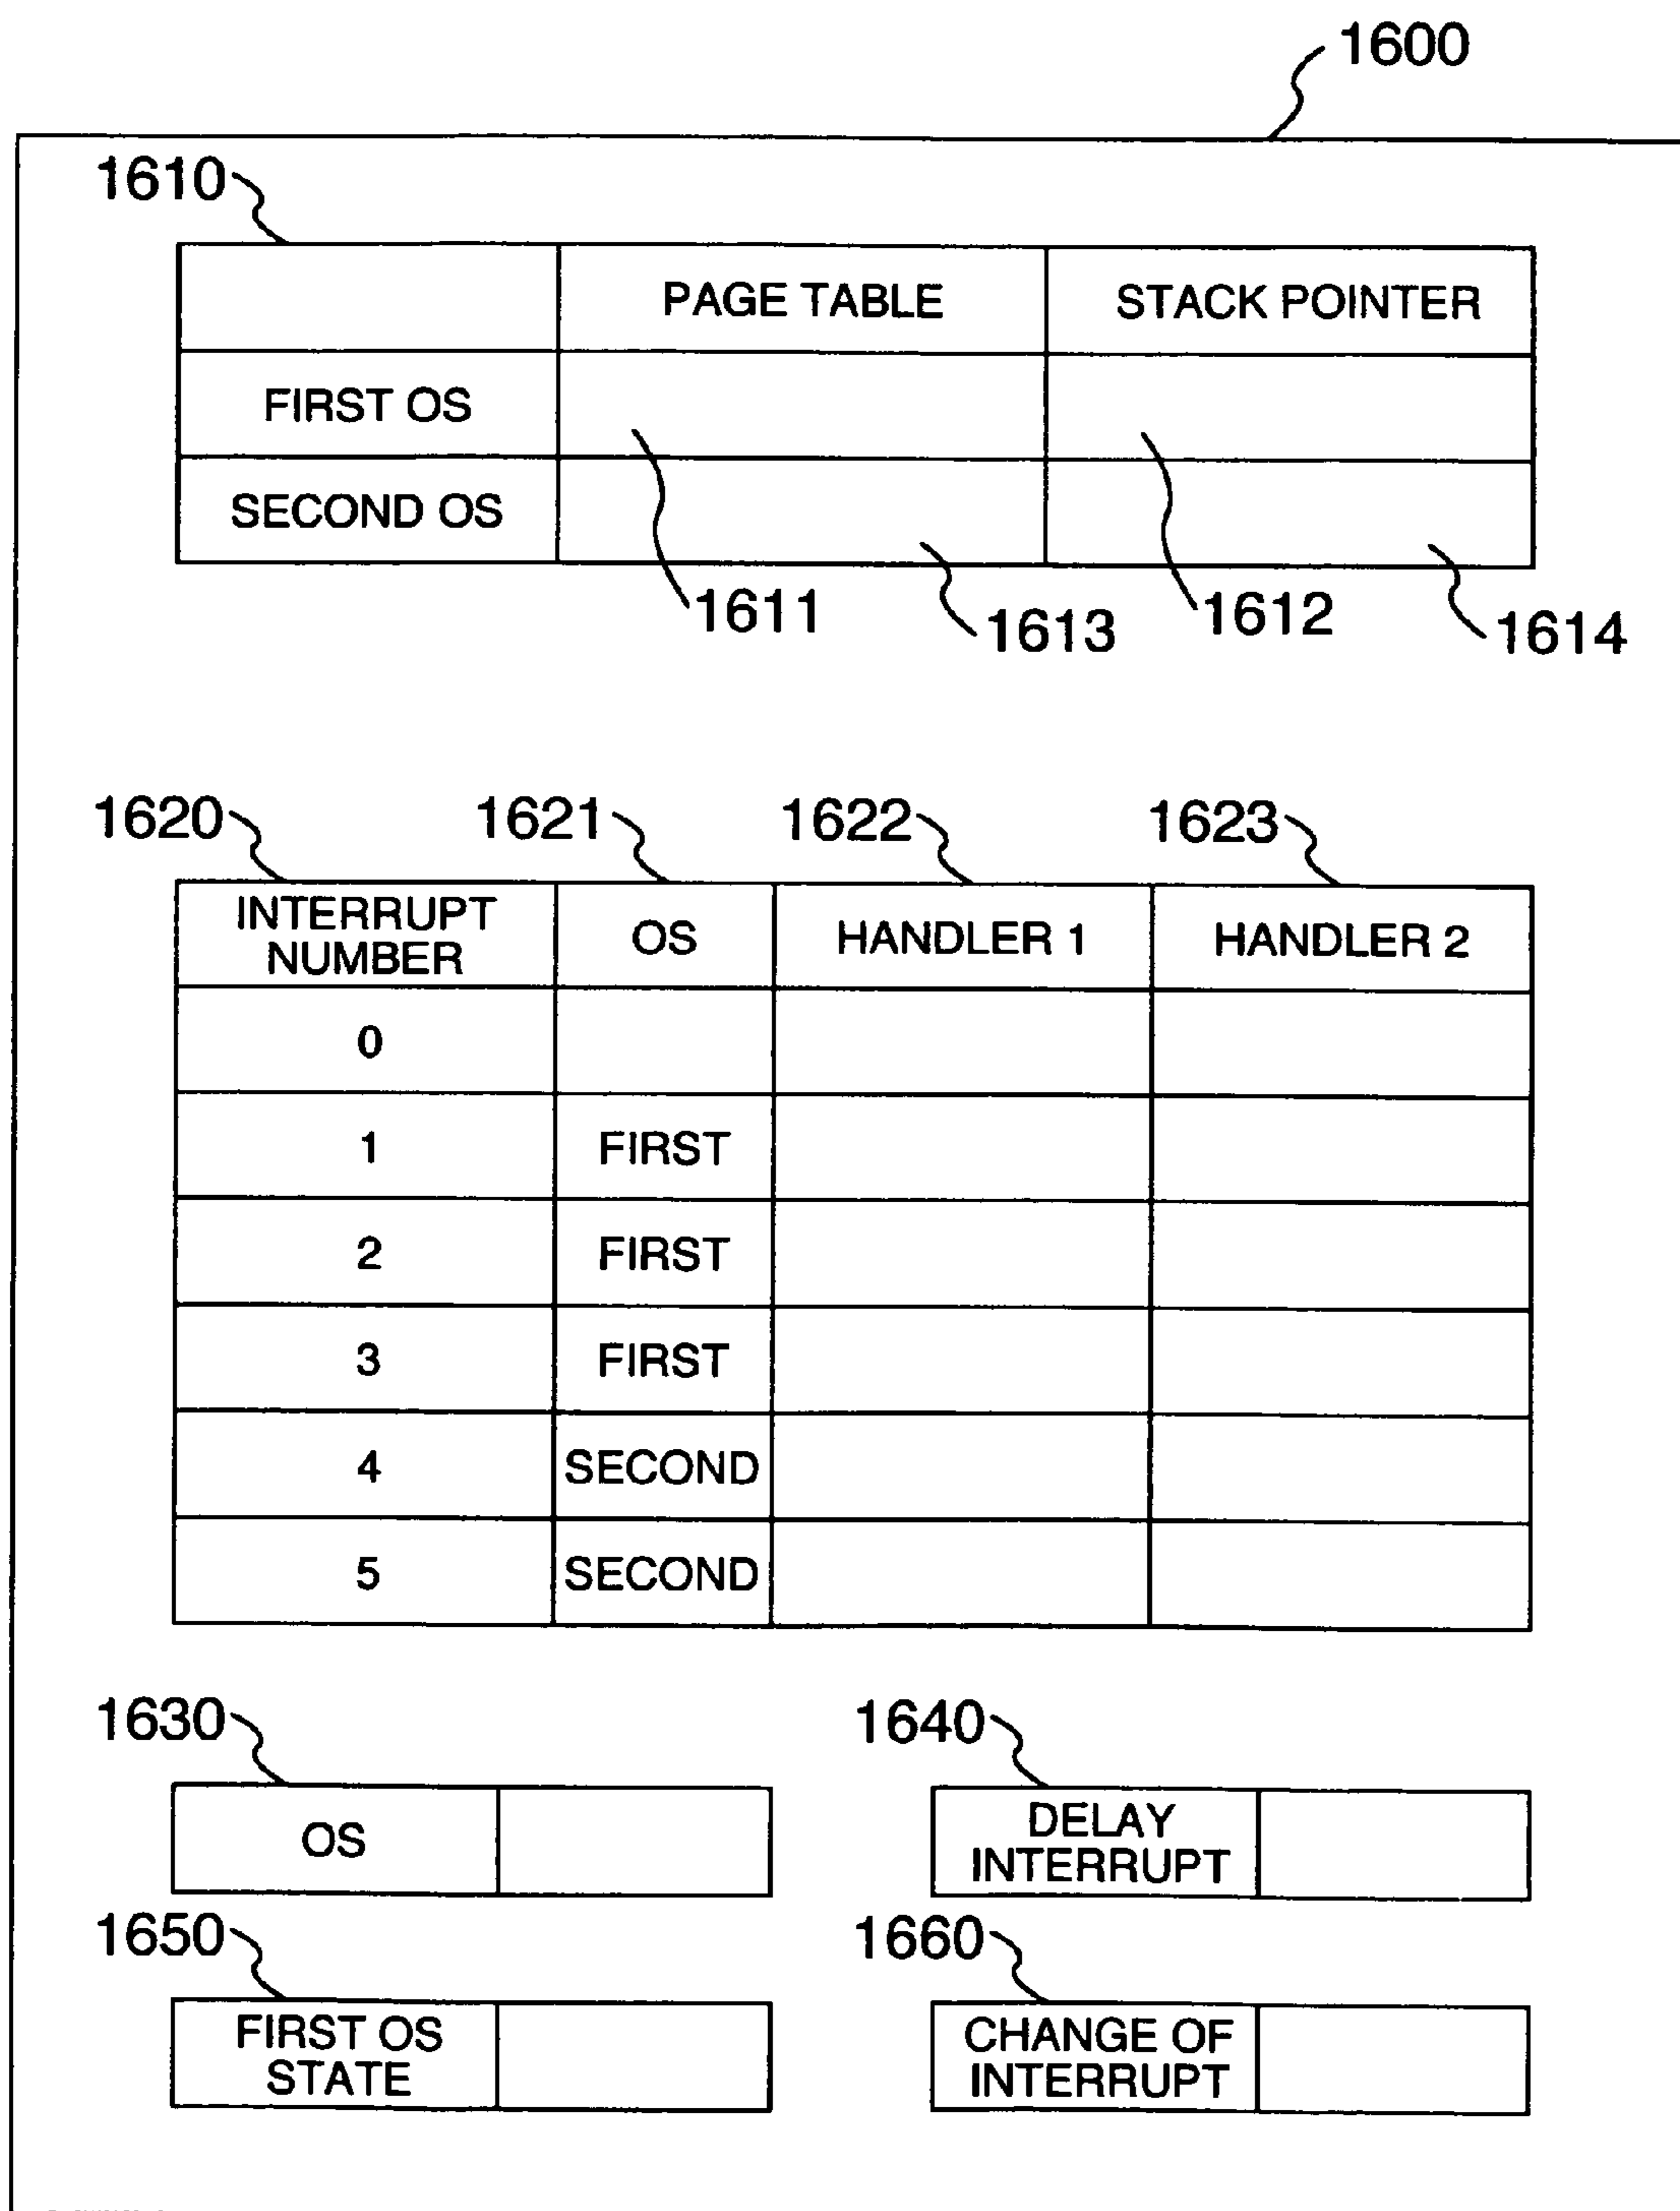 1600
1610
PAGE TABLE STACK POINTER
FIRST OS
SECOND OS
1611 1613 1612 1614
1620 1621 1622 1623
INTERRUPT NUMBER OS HANDLER 1 HANDLER 2
0
1 FIRST
2 FIRST
3 FIRST
4 SECOND
5 SECOND
1630 1640
OS DELAY INTERRUPT
1650 1660
FIRST OS STATE CHANGE OF INTERRUPT